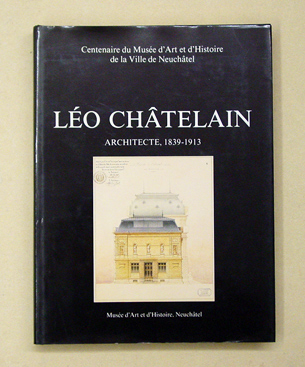 Centenaire du Musée d'Art et d'Histoire
de la Ville de Neuchâtel
LÉO CHÂTELAIN
ARCHITECTE, 1839-1913
Musée d'Art et d'Histoire, Neuchâtel